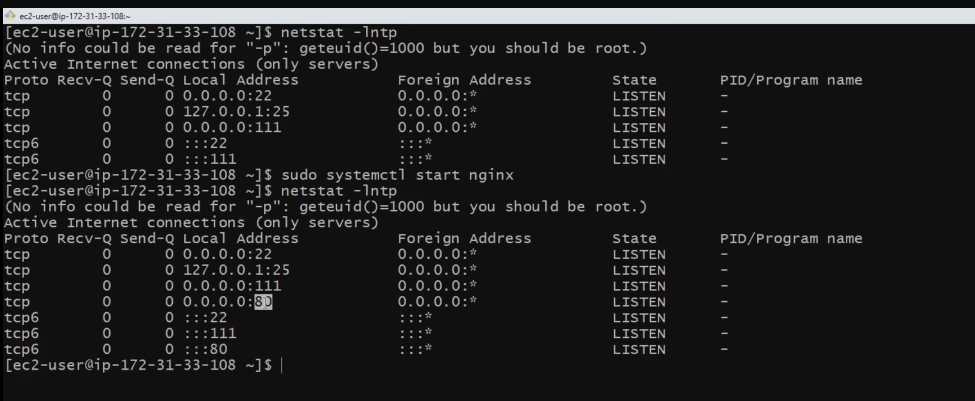 ec2-user@ip-172-31-33-108:~
[ec2-user@ip-172-31-33-108 ~]$ netstat -lntp
(No info could be read for "-p": geteuid()=1000 but you should be root.)
Active Internet connections (only servers)
Proto Recv-Q Send-Q Local Address           Foreign Address         State       PID/Program name
tcp        0      0 0.0.0.0:22              0.0.0.0:*               LISTEN      -
tcp        0      0 127.0.0.1:25            0.0.0.0:*               LISTEN      -
tcp        0      0 0.0.0.0:111             0.0.0.0:*               LISTEN      -
tcp6       0      0 :::22                   :::*                    LISTEN      -
tcp6       0      0 :::111                  :::*                    LISTEN      -
[ec2-user@ip-172-31-33-108 ~]$ sudo systemctl start nginx
[ec2-user@ip-172-31-33-108 ~]$ netstat -lntp
(No info could be read for "-p": geteuid()=1000 but you should be root.)
Active Internet connections (only servers)
Proto Recv-Q Send-Q Local Address           Foreign Address         State       PID/Program name
tcp        0      0 0.0.0.0:22              0.0.0.0:*               LISTEN      -
tcp        0      0 127.0.0.1:25            0.0.0.0:*               LISTEN      -
tcp        0      0 0.0.0.0:111             0.0.0.0:*               LISTEN      -
tcp        0      0 0.0.0.0:80              0.0.0.0:*               LISTEN      -
tcp6       0      0 :::22                   :::*                    LISTEN      -
tcp6       0      0 :::111                  :::*                    LISTEN      -
tcp6       0      0 :::80                   :::*                    LISTEN      -
[ec2-user@ip-172-31-33-108 ~]$